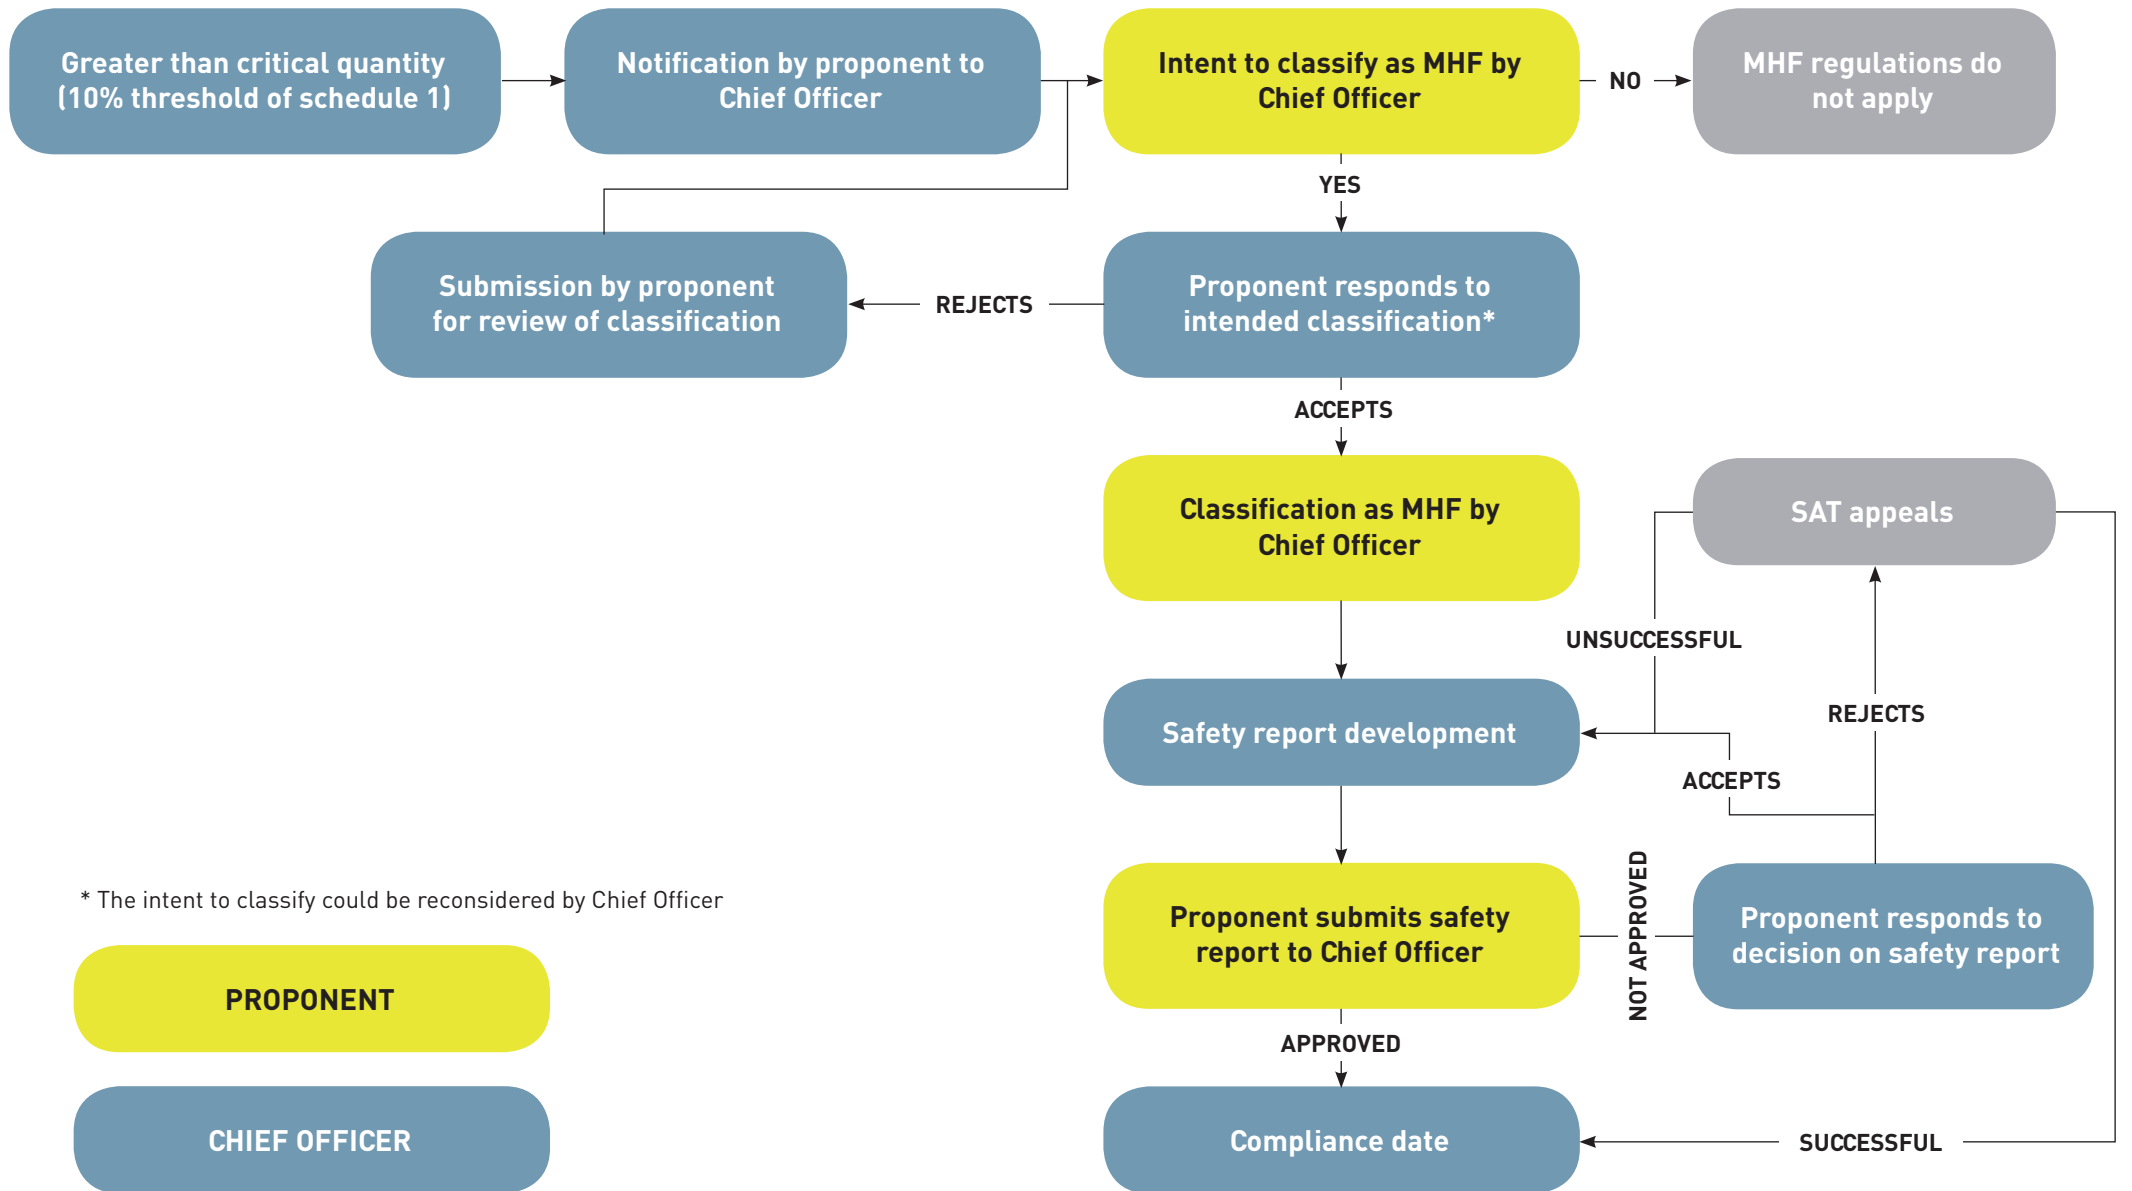 Greater than critical quantity
(10% threshold of schedule 1)
Notification by proponent to
Chief Officer
Intent to classify as MHF by
Chief Officer
NO
MHF regulations do
not apply
YES
Submission by proponent
for review of classification
REJECTS
Proponent responds to
intended classification*
ACCEPTS
Classification as MHF by
Chief Officer
SAT appeals
UNSUCCESSFUL
REJECTS
Safety report development
ACCEPTS
Proponent submits safety
report to Chief Officer
NOT APPROVED
Proponent responds to
decision on safety report
APPROVED
Compliance date
SUCCESSFUL
* The intent to classify could be reconsidered by Chief Officer
PROPONENT
CHIEF OFFICER